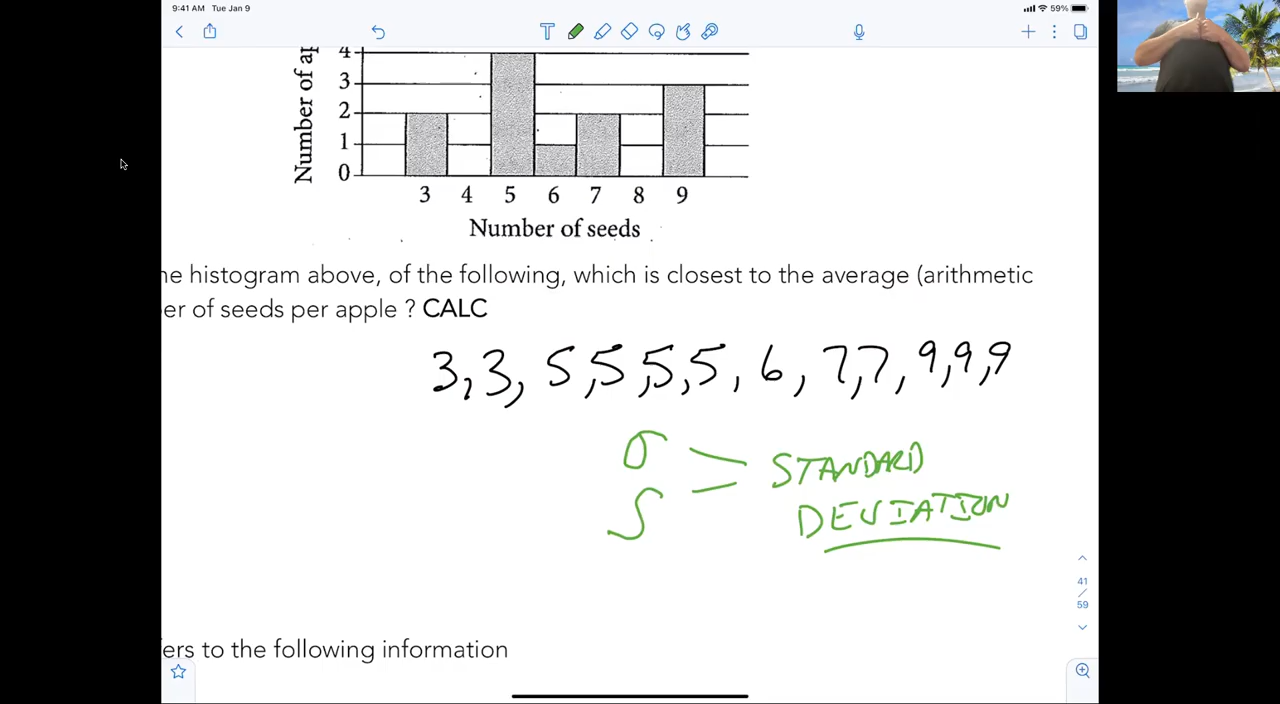 9:41 AM Tue Jan 9
59%
Number of ap
4
3
2
1
0
3 4 5 6 7 8 9
Number of seeds
he histogram above, of the following, which is closest to the average (arithmetic
er of seeds per apple ? CALC
3, 3, 5, 5, 5, 5, 6, 7, 7, 9, 9, 9
σ
S
= STANDARD
DEVIATION
41
/
59
fers to the following information